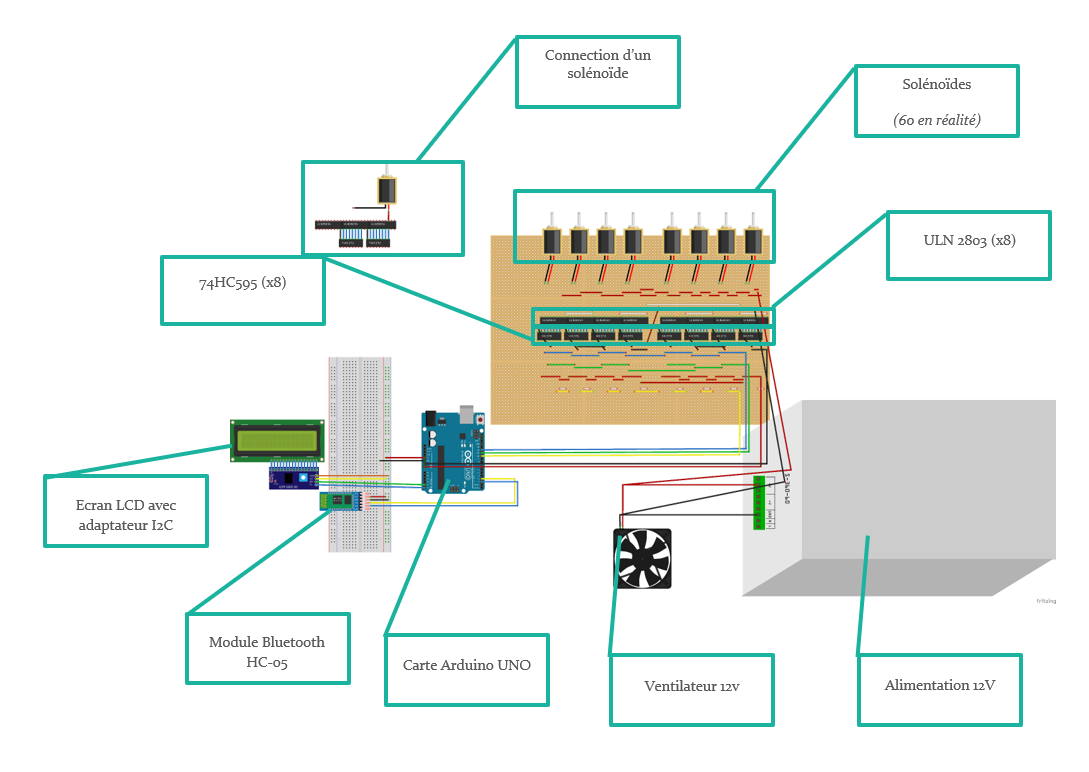 Connection d'un
solénoïde
Solénoïdes
(60 en réalité)
ULN 2803 (x8)
74HC595 (x8)
Ecran LCD avec
adaptateur I2C
Module Bluetooth
HC-05
Carte Arduino UNO
Ventilateur 12v
Alimentation 12V
fritzing